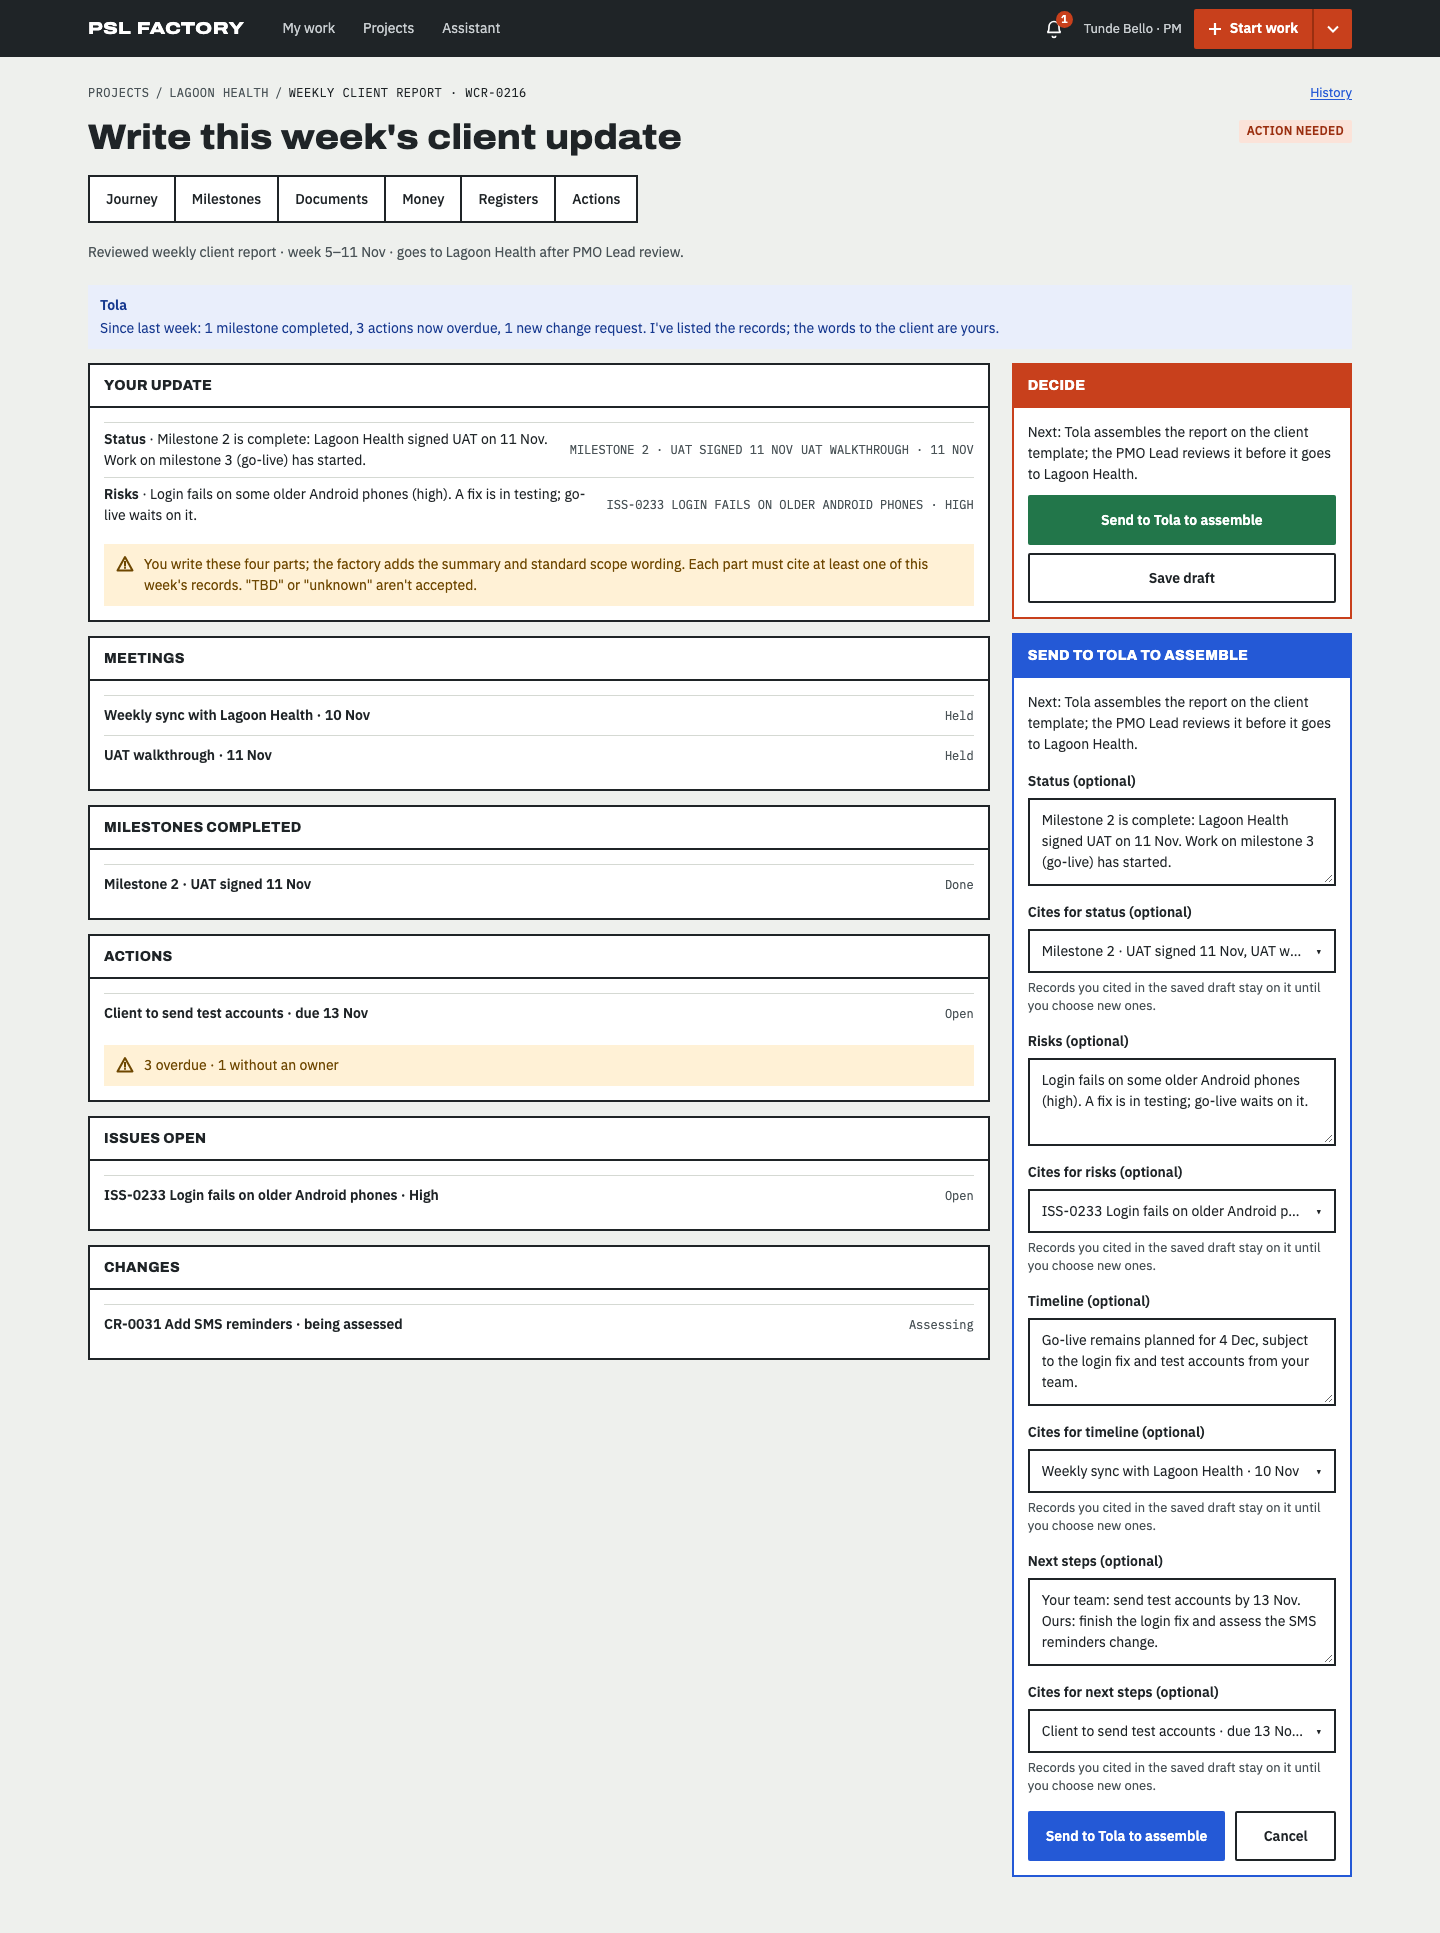 PSL FACTORY
My work
Projects
Assistant
1
Tunde Bello · PM
Start work
PROJECTS / LAGOON HEALTH / WEEKLY CLIENT REPORT · WCR-0216
History
Write this week's client update
ACTION NEEDED
Journey
Milestones
Documents
Money
Registers
Actions
Reviewed weekly client report · week 5–11 Nov · goes to Lagoon Health after PMO Lead review.
Tola
Since last week: 1 milestone completed, 3 actions now overdue, 1 new change request. I've listed the records; the words to the client are yours.
YOUR UPDATE
Status · Milestone 2 is complete: Lagoon Health signed UAT on 11 Nov.
Work on milestone 3 (go-live) has started.
MILESTONE 2 · UAT SIGNED 11 NOV UAT WALKTHROUGH · 11 NOV
Risks · Login fails on some older Android phones (high). A fix is in testing; go-
live waits on it.
ISS-0233 LOGIN FAILS ON OLDER ANDROID PHONES · HIGH
You write these four parts; the factory adds the summary and standard scope wording. Each part must cite at least one of this
week's records. "TBD" or "unknown" aren't accepted.
MEETINGS
Weekly sync with Lagoon Health · 10 Nov
Held
UAT walkthrough · 11 Nov
Held
MILESTONES COMPLETED
Milestone 2 · UAT signed 11 Nov
Done
ACTIONS
Client to send test accounts · due 13 Nov
Open
3 overdue · 1 without an owner
ISSUES OPEN
ISS-0233 Login fails on older Android phones · High
Open
CHANGES
CR-0031 Add SMS reminders · being assessed
Assessing
DECIDE
Next: Tola assembles the report on the client
template; the PMO Lead reviews it before it goes
to Lagoon Health.
Send to Tola to assemble
Save draft
SEND TO TOLA TO ASSEMBLE
Next: Tola assembles the report on the client
template; the PMO Lead reviews it before it goes
to Lagoon Health.
Status (optional)
Milestone 2 is complete: Lagoon Health
signed UAT on 11 Nov. Work on milestone 3
(go-live) has started.
Cites for status (optional)
Milestone 2 · UAT signed 11 Nov, UAT w...
Records you cited in the saved draft stay on it until
you choose new ones.
Risks (optional)
Login fails on some older Android phones
(high). A fix is in testing; go-live waits on it.
Cites for risks (optional)
ISS-0233 Login fails on older Android p...
Records you cited in the saved draft stay on it until
you choose new ones.
Timeline (optional)
Go-live remains planned for 4 Dec, subject
to the login fix and test accounts from your
team.
Cites for timeline (optional)
Weekly sync with Lagoon Health · 10 Nov
Records you cited in the saved draft stay on it until
you choose new ones.
Next steps (optional)
Your team: send test accounts by 13 Nov.
Ours: finish the login fix and assess the SMS
reminders change.
Cites for next steps (optional)
Client to send test accounts · due 13 No...
Records you cited in the saved draft stay on it until
you choose new ones.
Send to Tola to assemble
Cancel